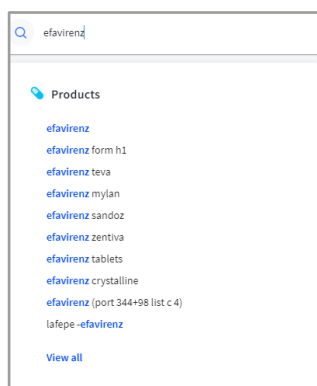 efavirenz
Products
efavirenz
efavirenz form h1
efavirenz teva
efavirenz mylan
efavirenz sandoz
efavirenz zentiva
efavirenz tablets
efavirenz crystalline
efavirenz (port 344+98 list c 4)
lafepe -efavirenz
View all